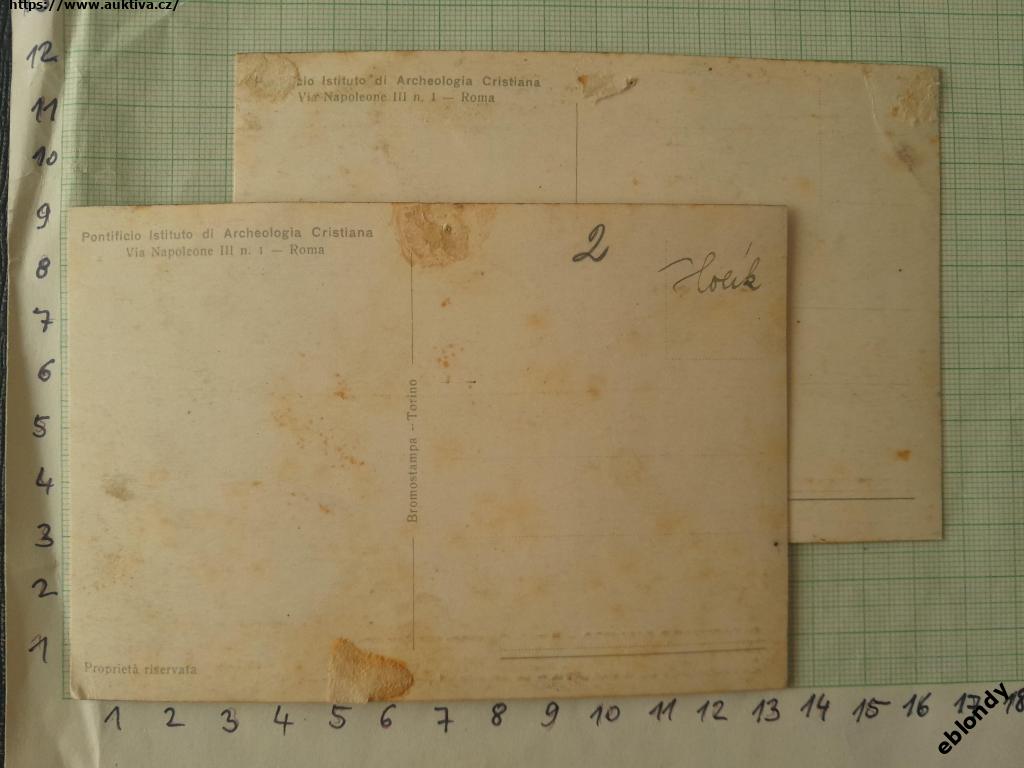 https://www.auktiva.cz/
12
11
10
9
8
7
6
5
4
3
2
1
Istituto di Archeologia Cristiana
Via Napoleone III n. 1 — Roma
Pontificio Istituto di Archeologia Cristiana
Via Napoleone III n. 1 — Roma
2
Bromostampa - Torino
Proprietà riservata
1 2 3 4 5 6 7 8 9 10 11 12 13 14 15 16 17 18
eblondy